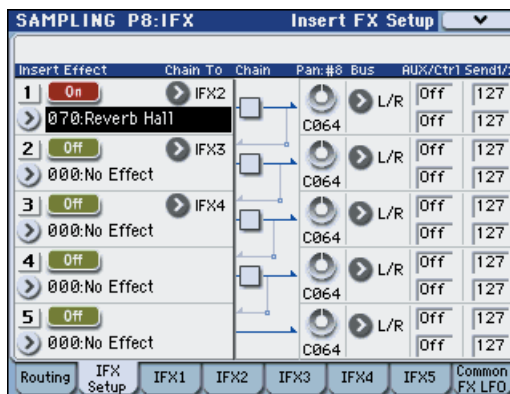 SAMPLING P8:IFX Insert FX Setup
Insert Effect Chain To Chain Pan:#8 Bus AUX/Ctrl Send1/
1 On IFX2 L/R Off 127
070:Reverb Hall C064 Off 127
2 Off IFX3 L/R Off 127
000:No Effect C064 Off 127
3 Off IFX4 L/R Off 127
000:No Effect C064 Off 127
4 Off L/R Off 127
000:No Effect C064 Off 127
5 Off L/R Off 127
000:No Effect C064 Off 127
Routing IFX Setup IFX1 IFX2 IFX3 IFX4 IFX5 Common FX LFO